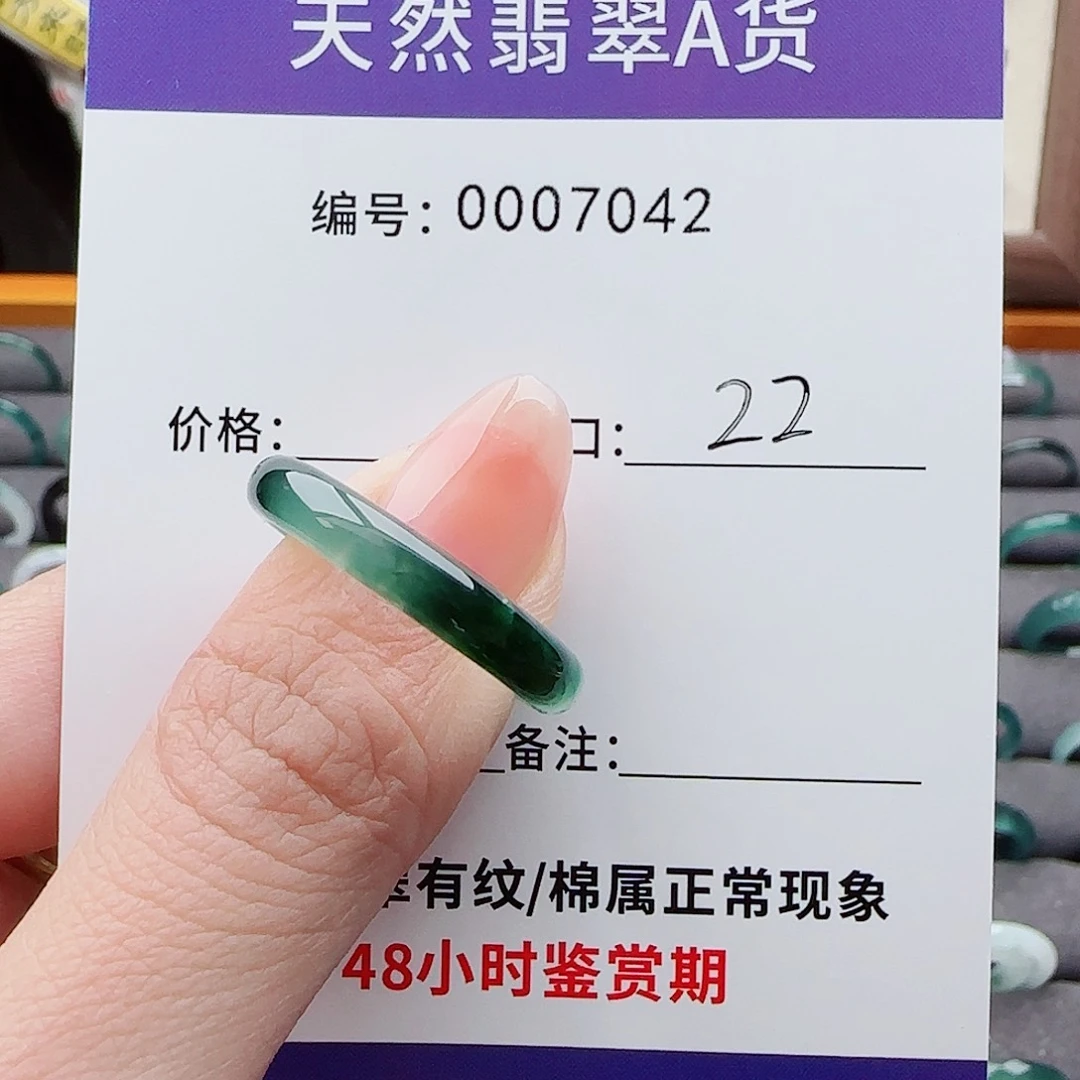 天然翡翠A货
编号：0007042
价格：
口：22
备注：
有纹/棉属正常现象
48小时鉴赏期